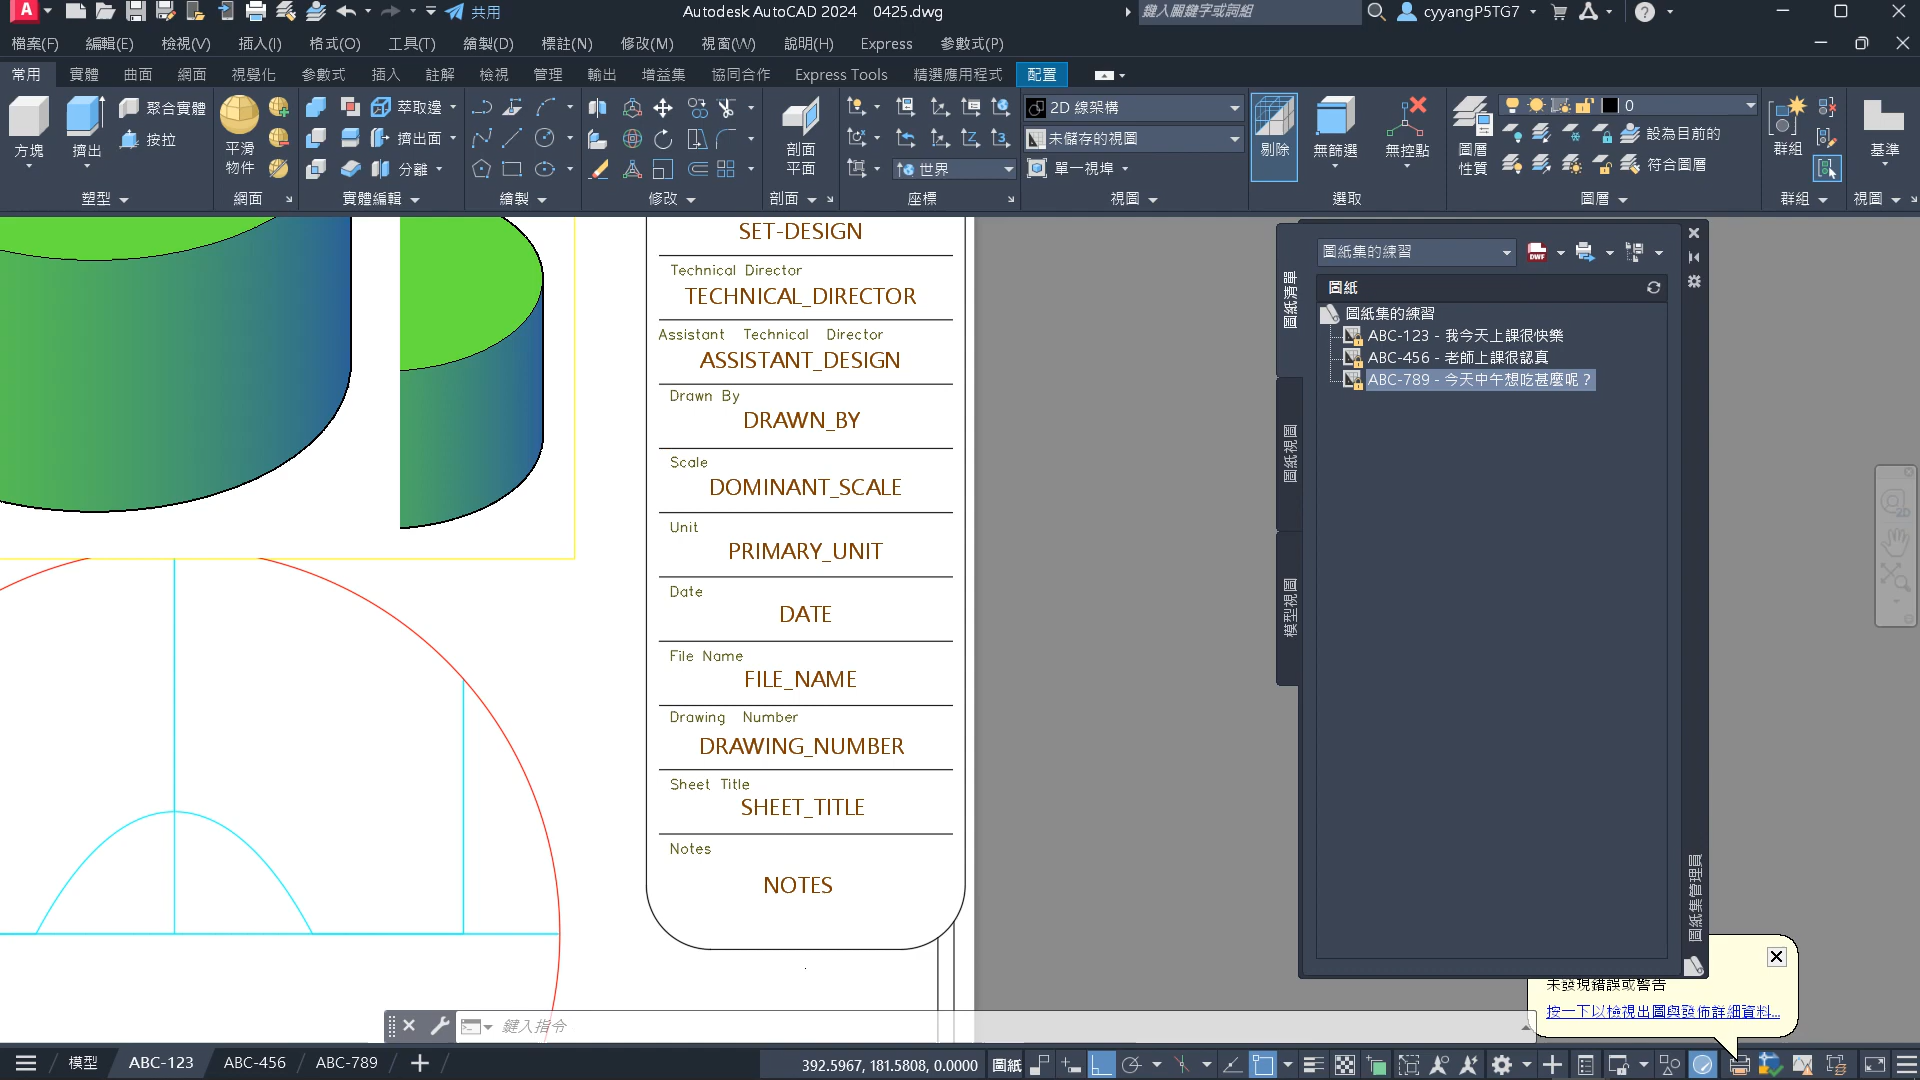 共用
Autodesk AutoCAD 2024    0425.dwg
鍵入關鍵字或詞組
cyyangP5TG7
檔案(F) 編輯(E) 檢視(V) 插入(I) 格式(O) 工具(T) 繪製(D) 標註(N) 修改(M) 視窗(W) 說明(H) Express 參數式(P)
常用 實體 曲面 網面 視覺化 參數式 插入 註解 檢視 管理 輸出 增益集 協同合作 Express Tools 精選應用程式 配置
方塊
擠出
聚合實體
按拉
塑型
平滑
物件
網面
萃取邊
擠出面
分離
實體編輯
繪製
修改
剖面
平面
剖面
世界
座標
2D 線架構
未儲存的視圖
單一視埠
視圖
剔除
無篩選
無控點
選取
圖層
性質
0
設為目前的
符合圖層
圖層
群組
群組
基準
視圖
SET-DESIGN
Technical Director
TECHNICAL_DIRECTOR
Assistant Technical Director
ASSISTANT_DESIGN
Drawn By
DRAWN_BY
Scale
DOMINANT_SCALE
Unit
PRIMARY_UNIT
Date
DATE
File Name
FILE_NAME
Drawing Number
DRAWING_NUMBER
Sheet Title
SHEET_TITLE
Notes
NOTES
圖紙清單
圖紙視圖
模型視圖
圖紙集的練習
DWF
圖紙
圖紙集的練習
ABC-123 - 我今天上課很快樂
ABC-456 - 老師上課很認真
ABC-789 - 今天中午想吃甚麼呢？
圖紙集管理員
未發現錯誤或警告
按一下以檢視出圖與發佈詳細資料...
鍵入指令
模型 ABC-123 ABC-456 ABC-789
392.5967, 181.5808, 0.0000 圖紙